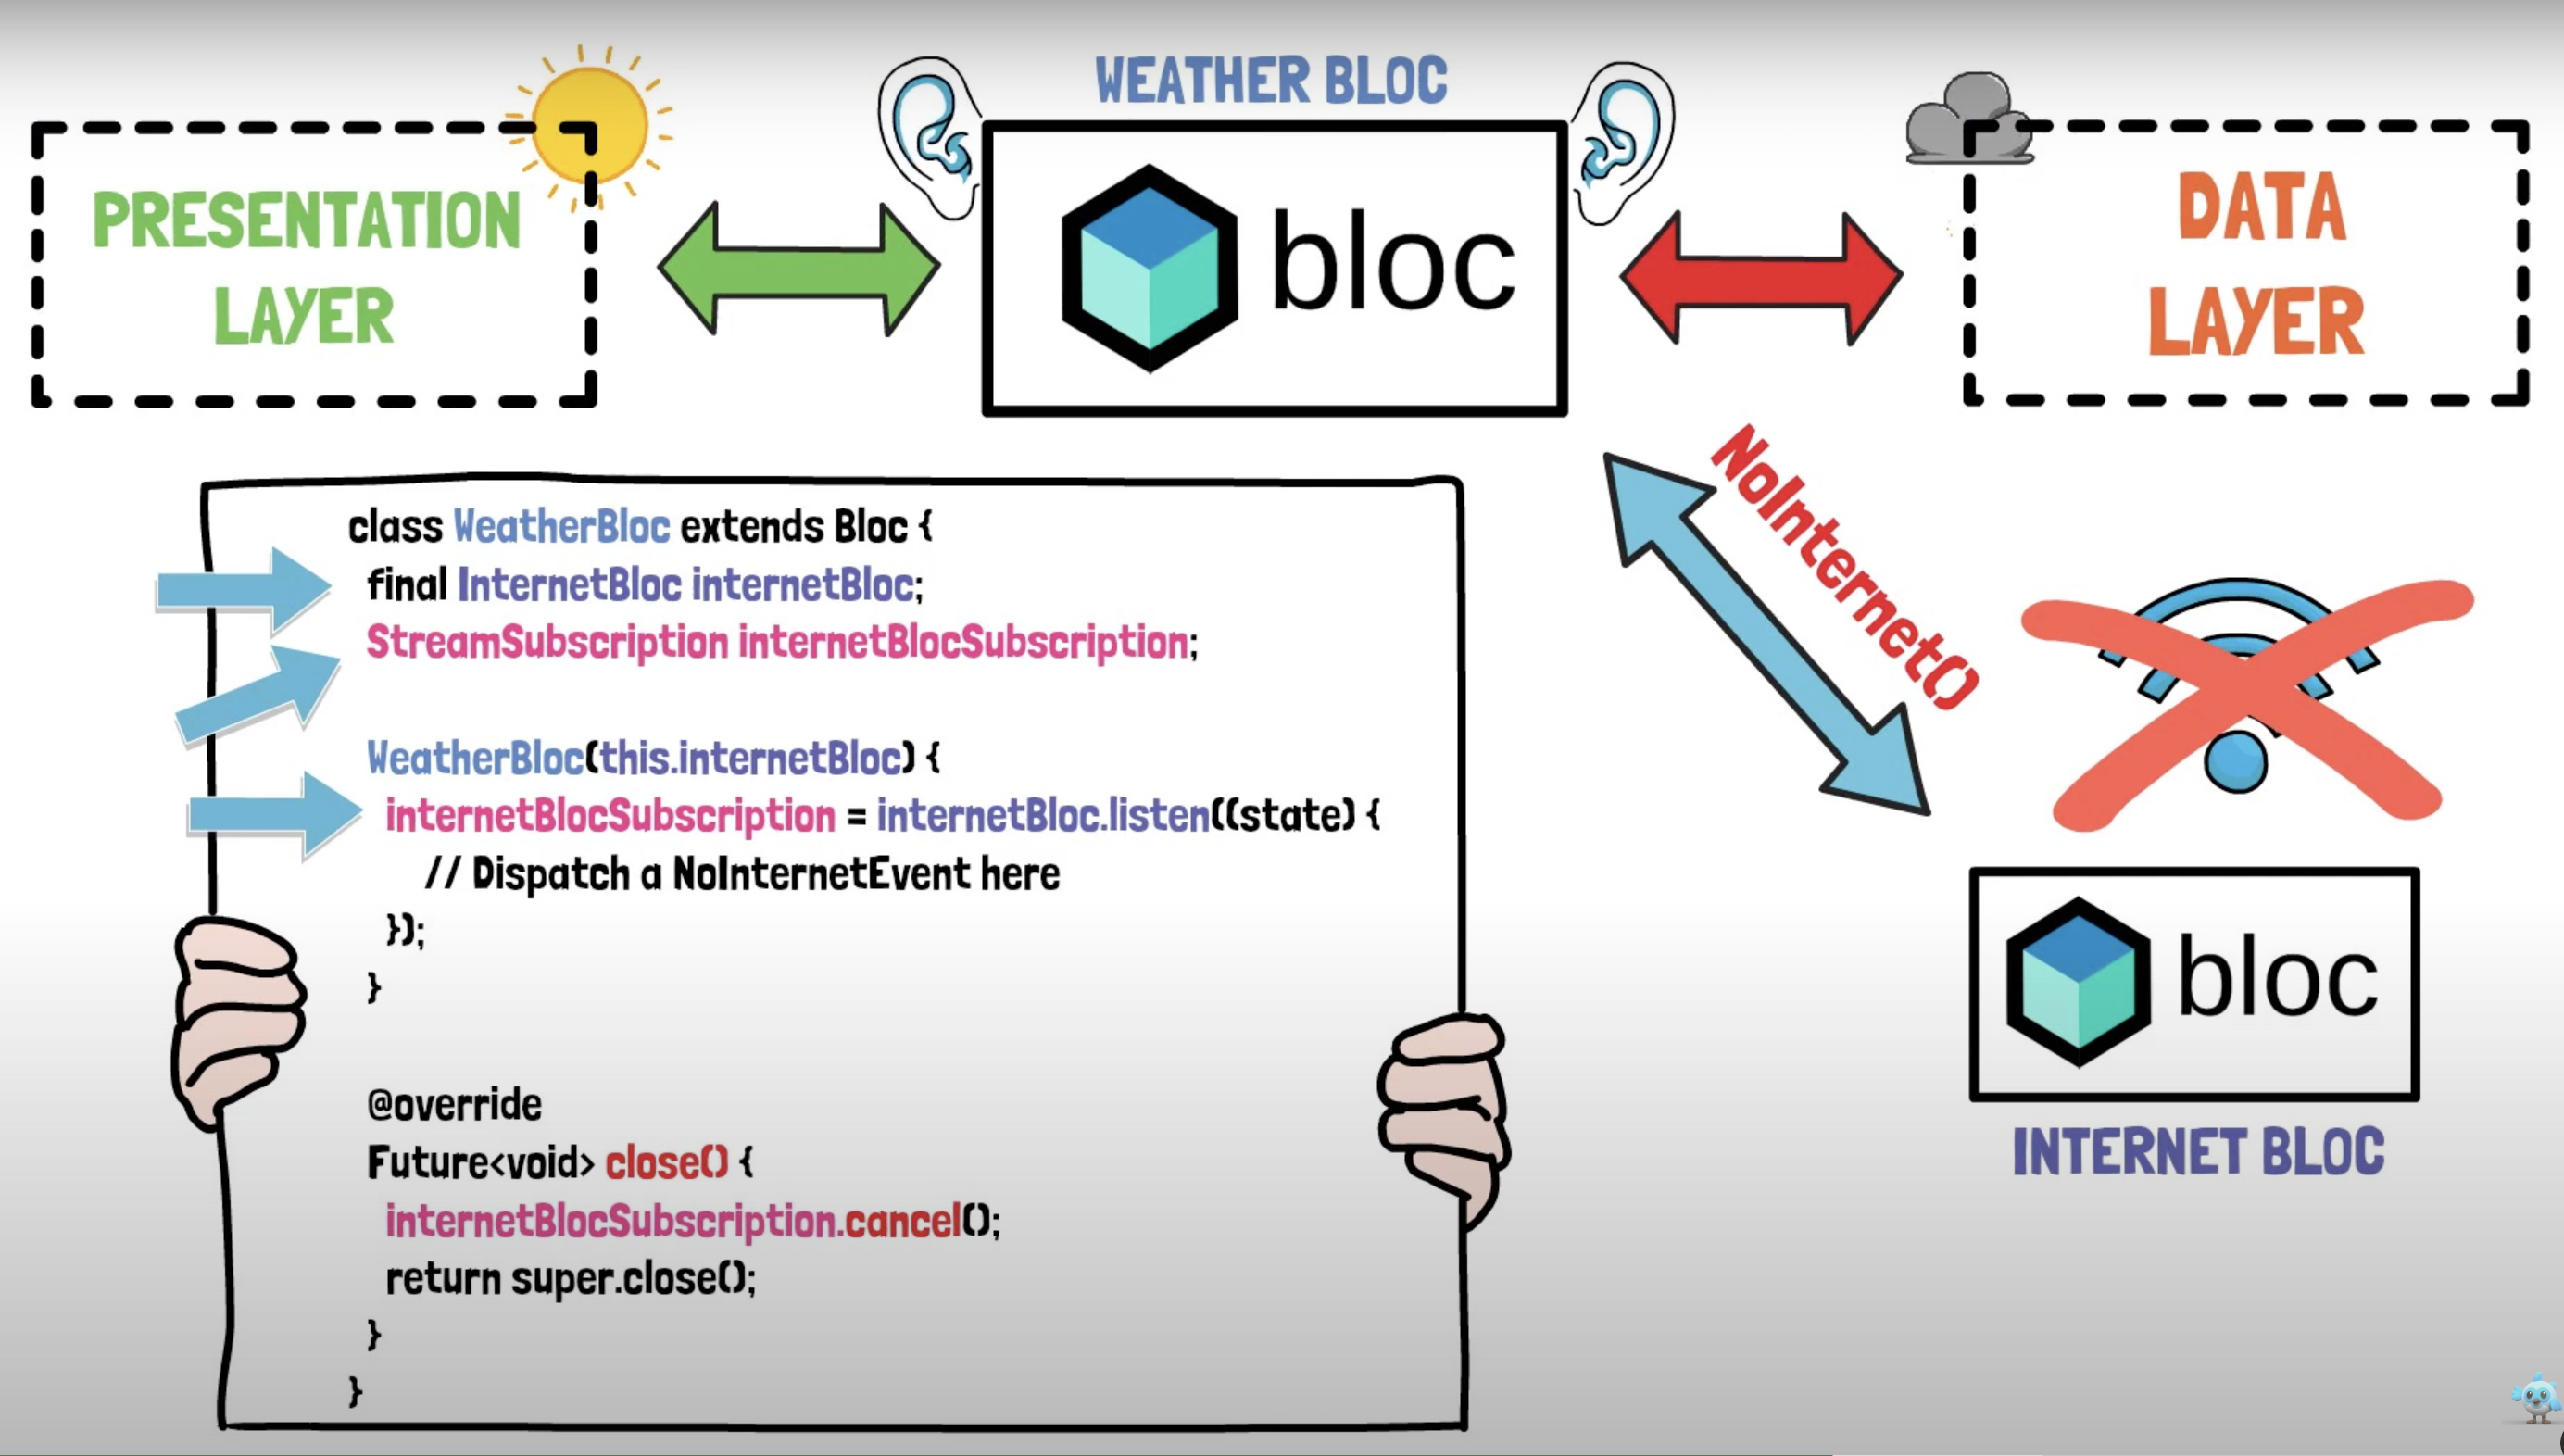 WEATHER BLOC
PRESENTATION
LAYER
bloc
DATA
LAYER
NoInternet()
class WeatherBloc extends Bloc {
final InternetBloc internetBloc;
StreamSubscription internetBlocSubscription;
WeatherBloc(this.internetBloc) {
internetBlocSubscription = internetBloc.listen((state) {
// Dispatch a NoInternetEvent here
});
}
@override
Future<void> close() {
internetBlocSubscription.cancel();
return super.close();
}
}
bloc
INTERNET BLOC